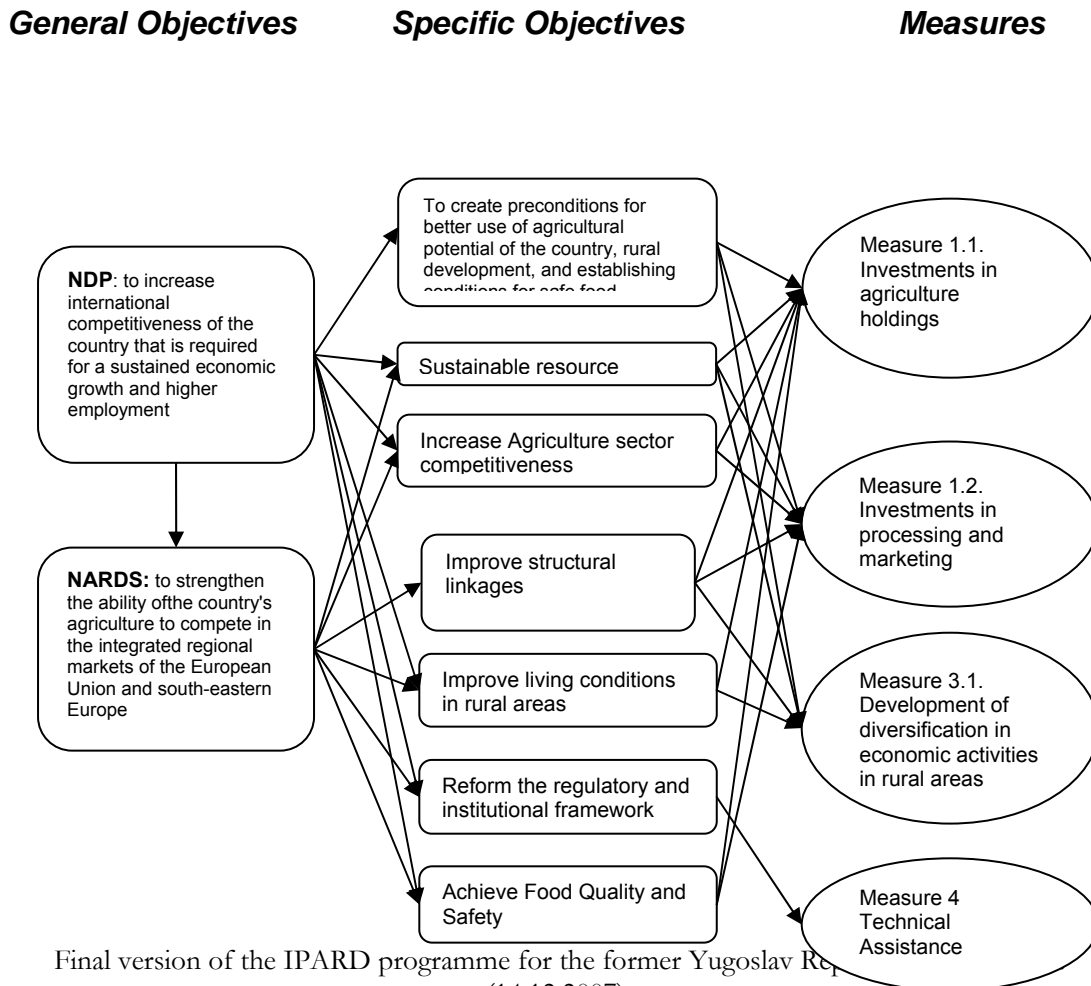 General Objectives
Specific Objectives
Measures
NDP: to increase
international
competitiveness of the
country that is required
for a sustained economic
growth and higher
employment
NARDS: to strengthen
the ability ofthe country's
agriculture to compete in
the integrated regional
markets of the European
Union and south-eastern
Europe
To create preconditions for
better use of agricultural
potential of the country, rural
development, and establishing
conditions for safe food
Sustainable resource
Increase Agriculture sector
competitiveness
Improve structural
linkages
Improve living conditions
in rural areas
Reform the regulatory and
institutional framework
Achieve Food Quality and
Safety
Measure 1.1.
Investments in
agriculture
holdings
Measure 1.2.
Investments in
processing and
marketing
Measure 3.1.
Development of
diversification in
economic activities
in rural areas
Measure 4
Technical
Assistance
Final version of the IPARD programme for the former Yugoslav